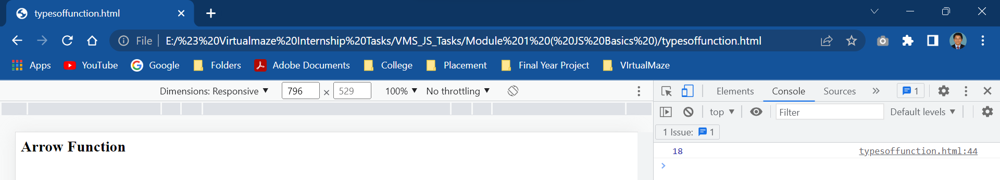 typesoffunction.html
File E:/%23%20Virtualmaze%20Internship%20Tasks/VMS_JS_Tasks/Module%201%20(%20JS%20Basics%20)/typesoffunction.html
Apps YouTube Google Folders Adobe Documents College Placement Final Year Project VIrtualMaze
Dimensions: Responsive ▼ 796 × 529 100% ▼ No throttling ▼
Elements Console Sources » 1
top ▼ Filter Default levels ▼
1 Issue: 1
Arrow Function
18 typesoffunction.html:44